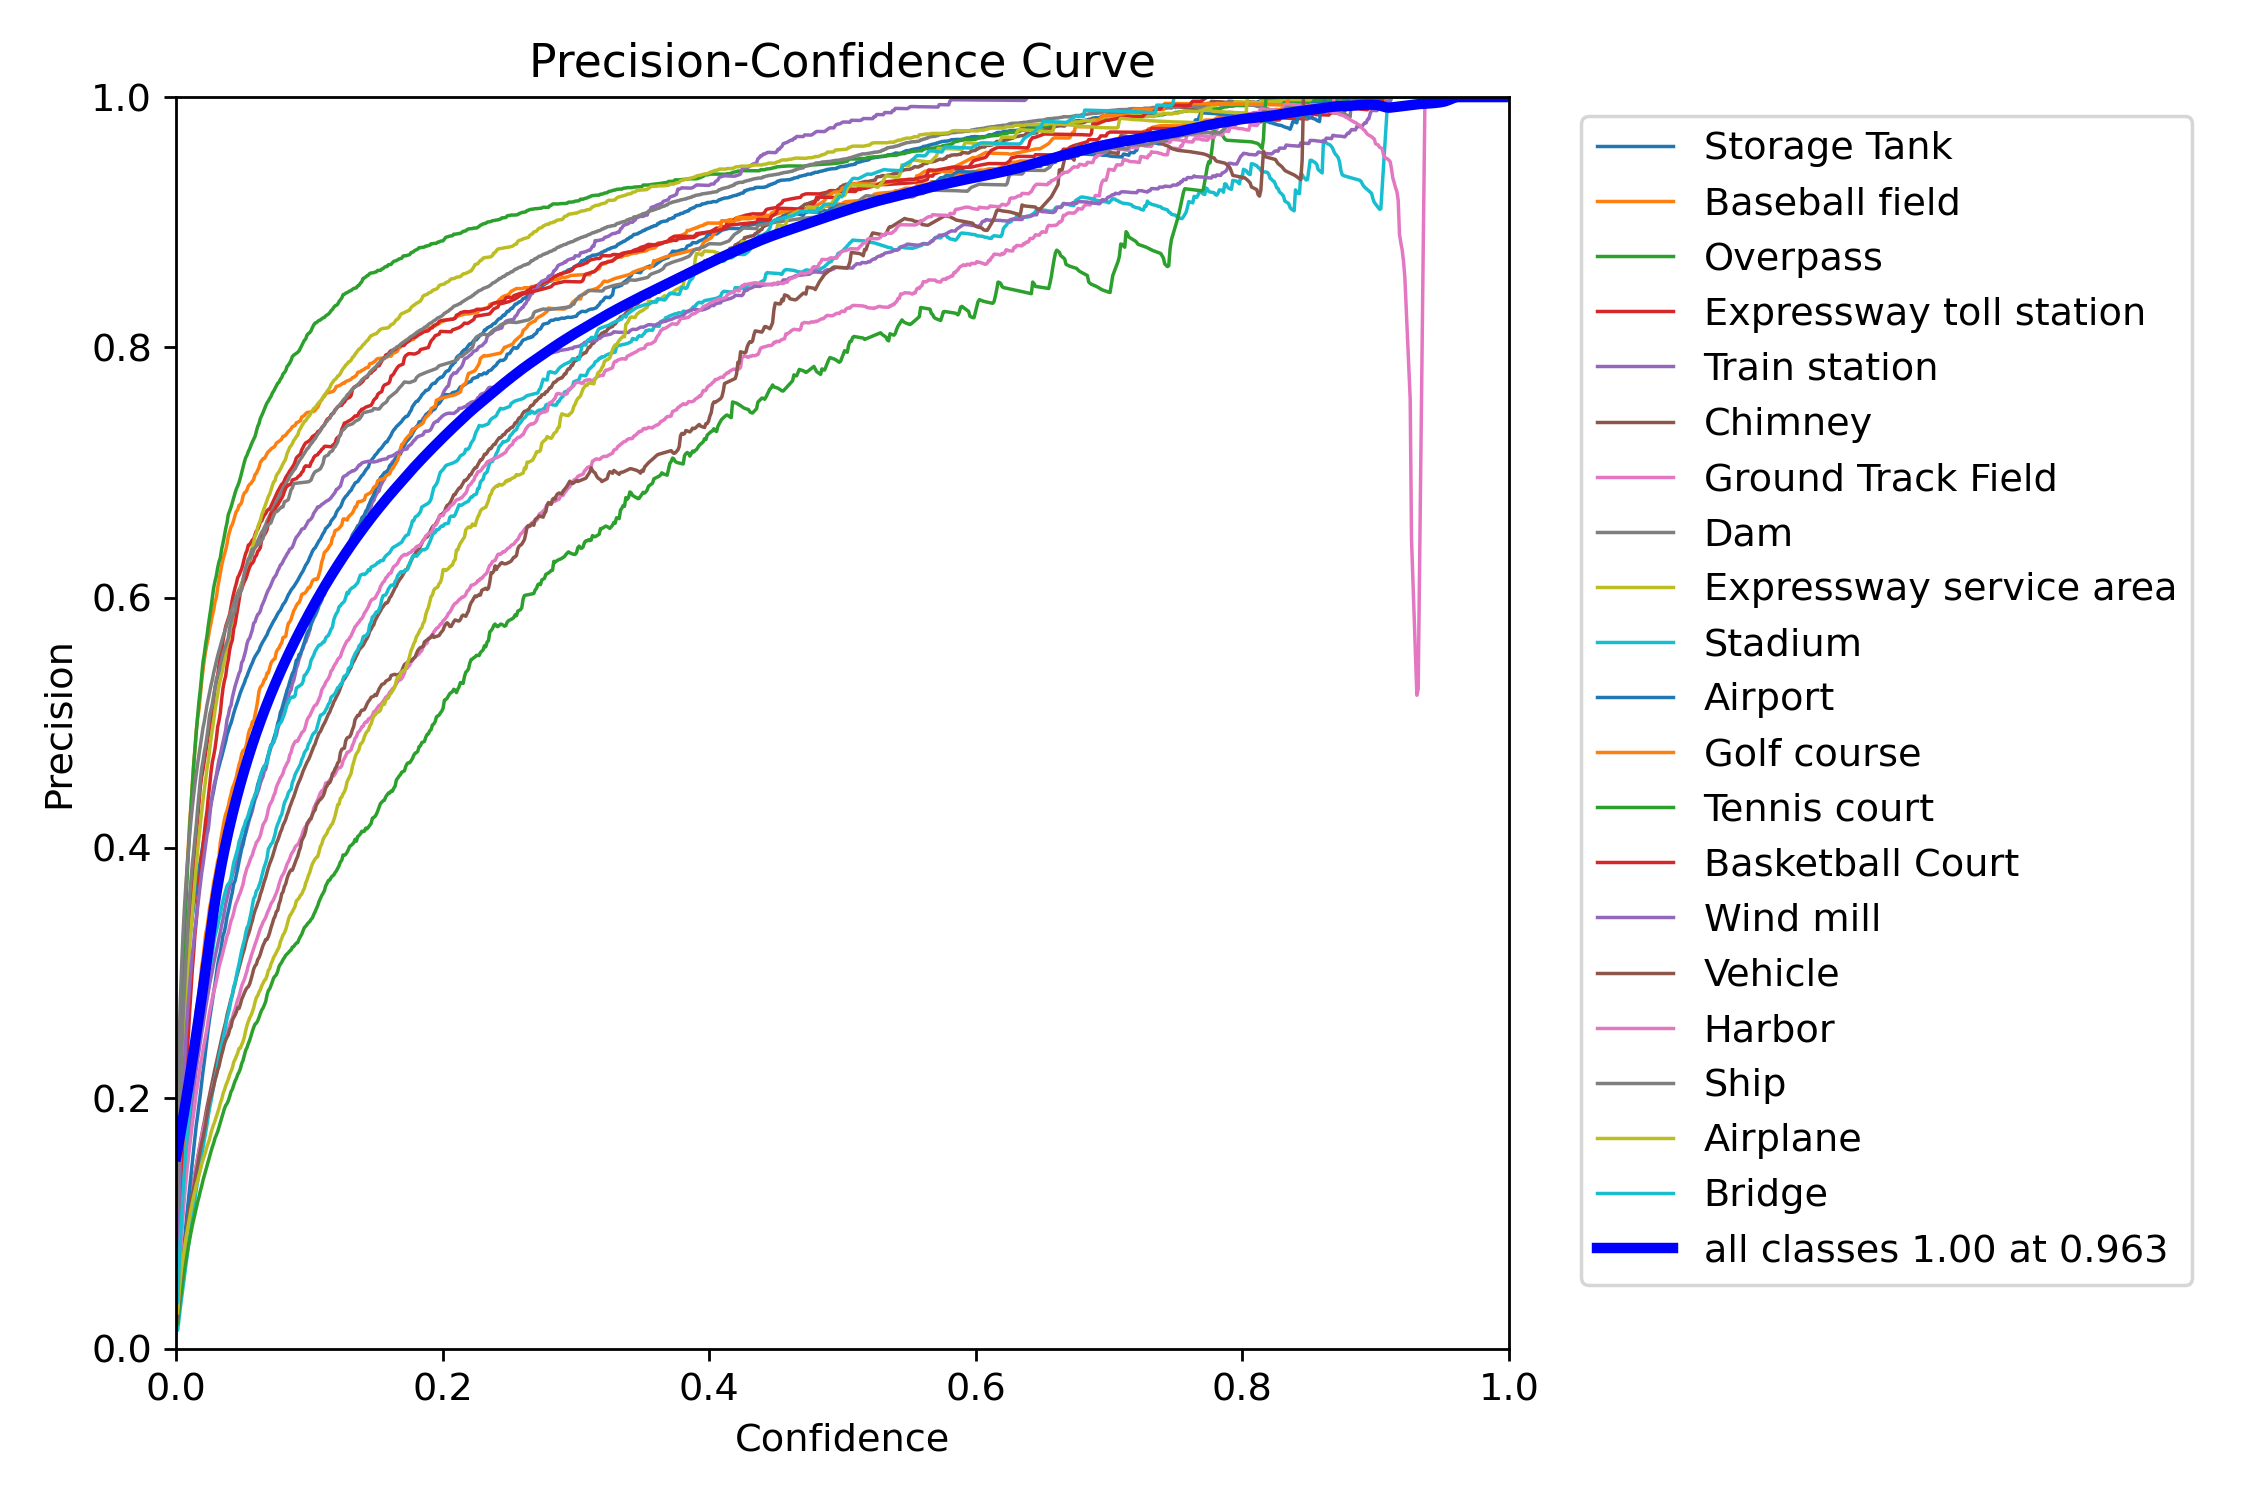 Precision-Confidence Curve
1.0
0.8
0.6
0.4
0.2
0.0
Precision
0.0 0.2 0.4 0.6 0.8 1.0
Confidence
Storage Tank
Baseball field
Overpass
Expressway toll station
Train station
Chimney
Ground Track Field
Dam
Expressway service area
Stadium
Airport
Golf course
Tennis court
Basketball Court
Wind mill
Vehicle
Harbor
Ship
Airplane
Bridge
all classes 1.00 at 0.963